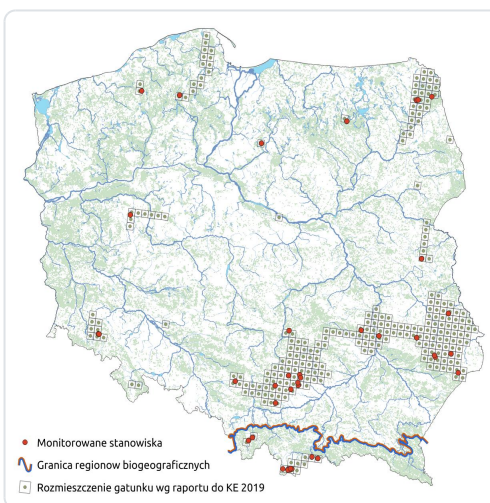 Monitorowane stanowiska
Granica regionow biogeograficznych
Rozmieszczenie gatunku wg raportu do KE 2019